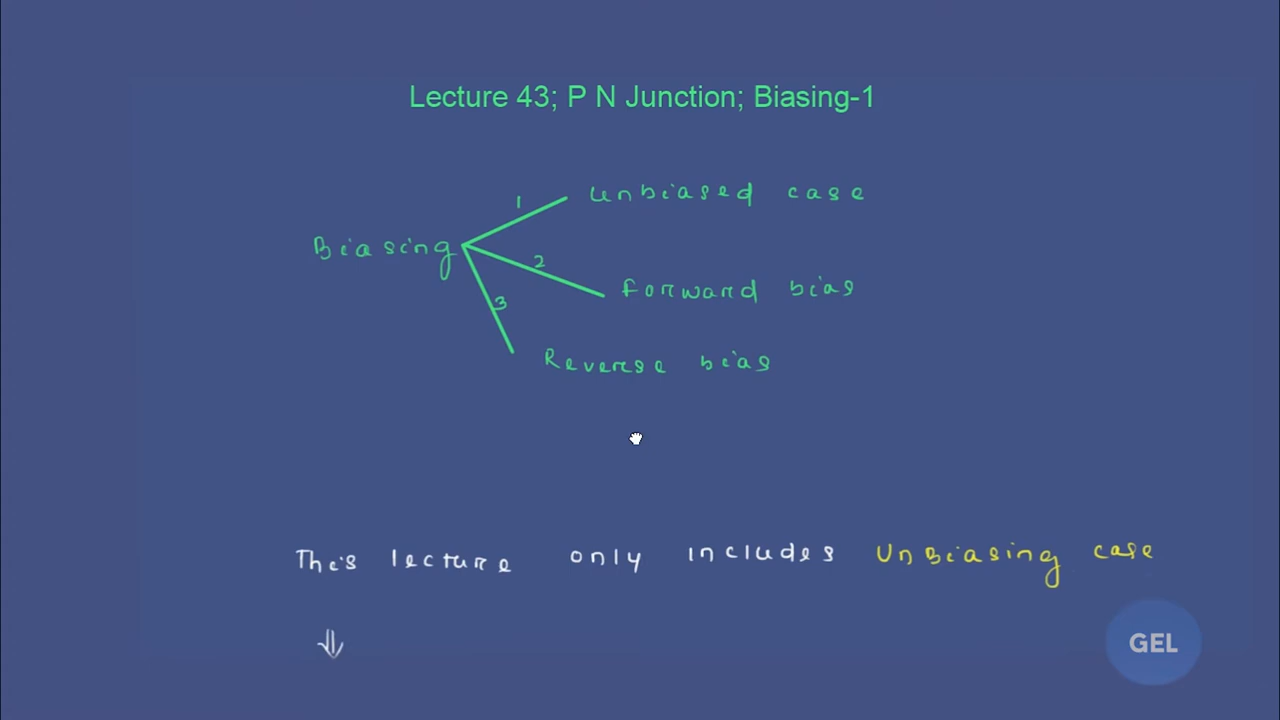 Lecture 43; P N Junction; Biasing-1
1 Unbiased case
Biasing
2 Forward bias
3 Reverse bias
This lecture only includes UnBiasing case
GEL